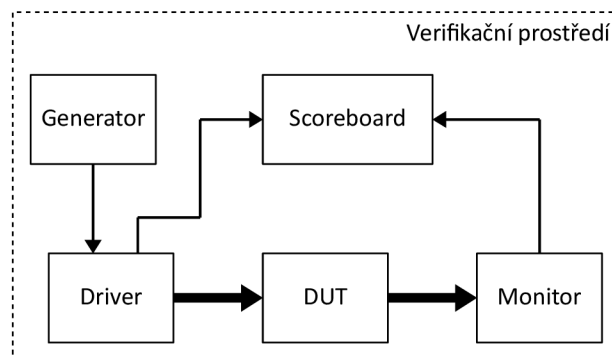 Verifikační prostředí
Generator
Scoreboard
Driver
DUT
Monitor